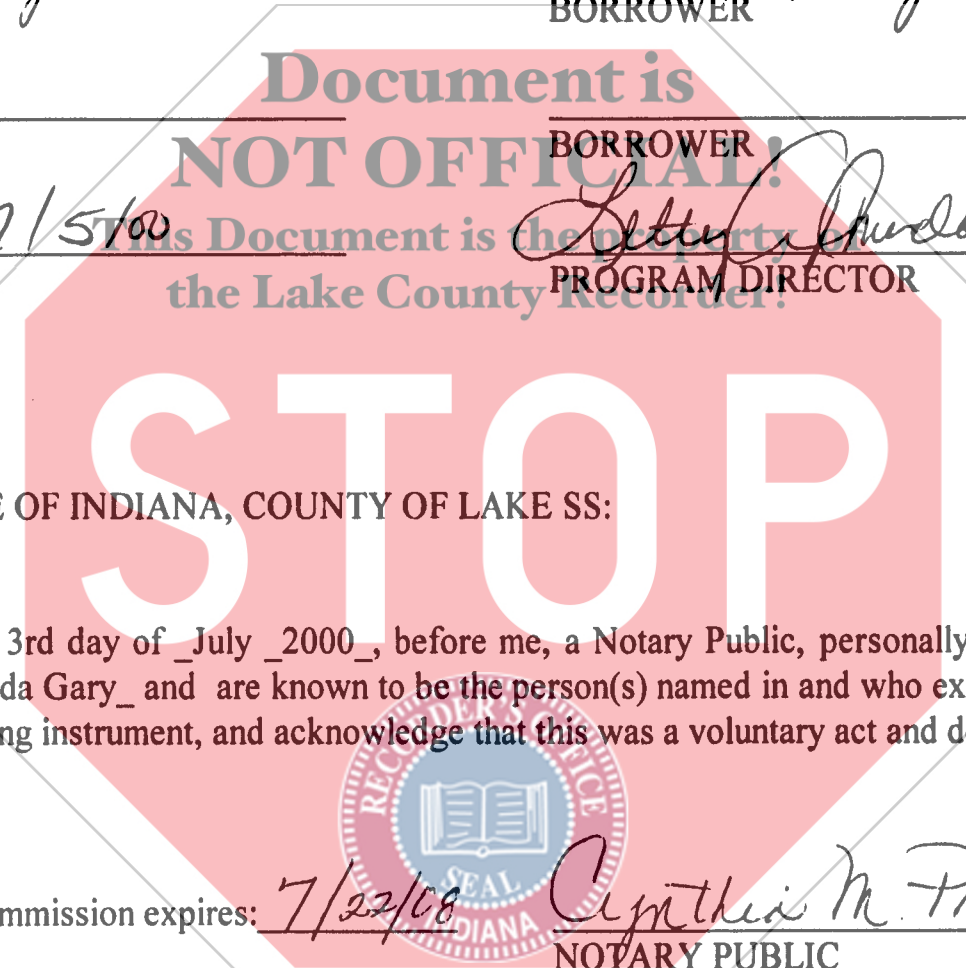 BORROWER
Document is
NOT OFFICIAL!
BORROWER
/5/00
This Document is the property of
the Lake County Recorder!
PROGRAM DIRECTOR
STOP
OF INDIANA, COUNTY OF LAKE SS:
3rd day of _July _2000_, before me, a Notary Public, personally
da Gary_ and are known to be the person(s) named in and who ex
ng instrument, and acknowledge that this was a voluntary act and d
RECORDER'S OFFICE
SEAL
INDIANA
mmission expires: 7/22/08
Cynthia M.
NOTARY PUBLIC